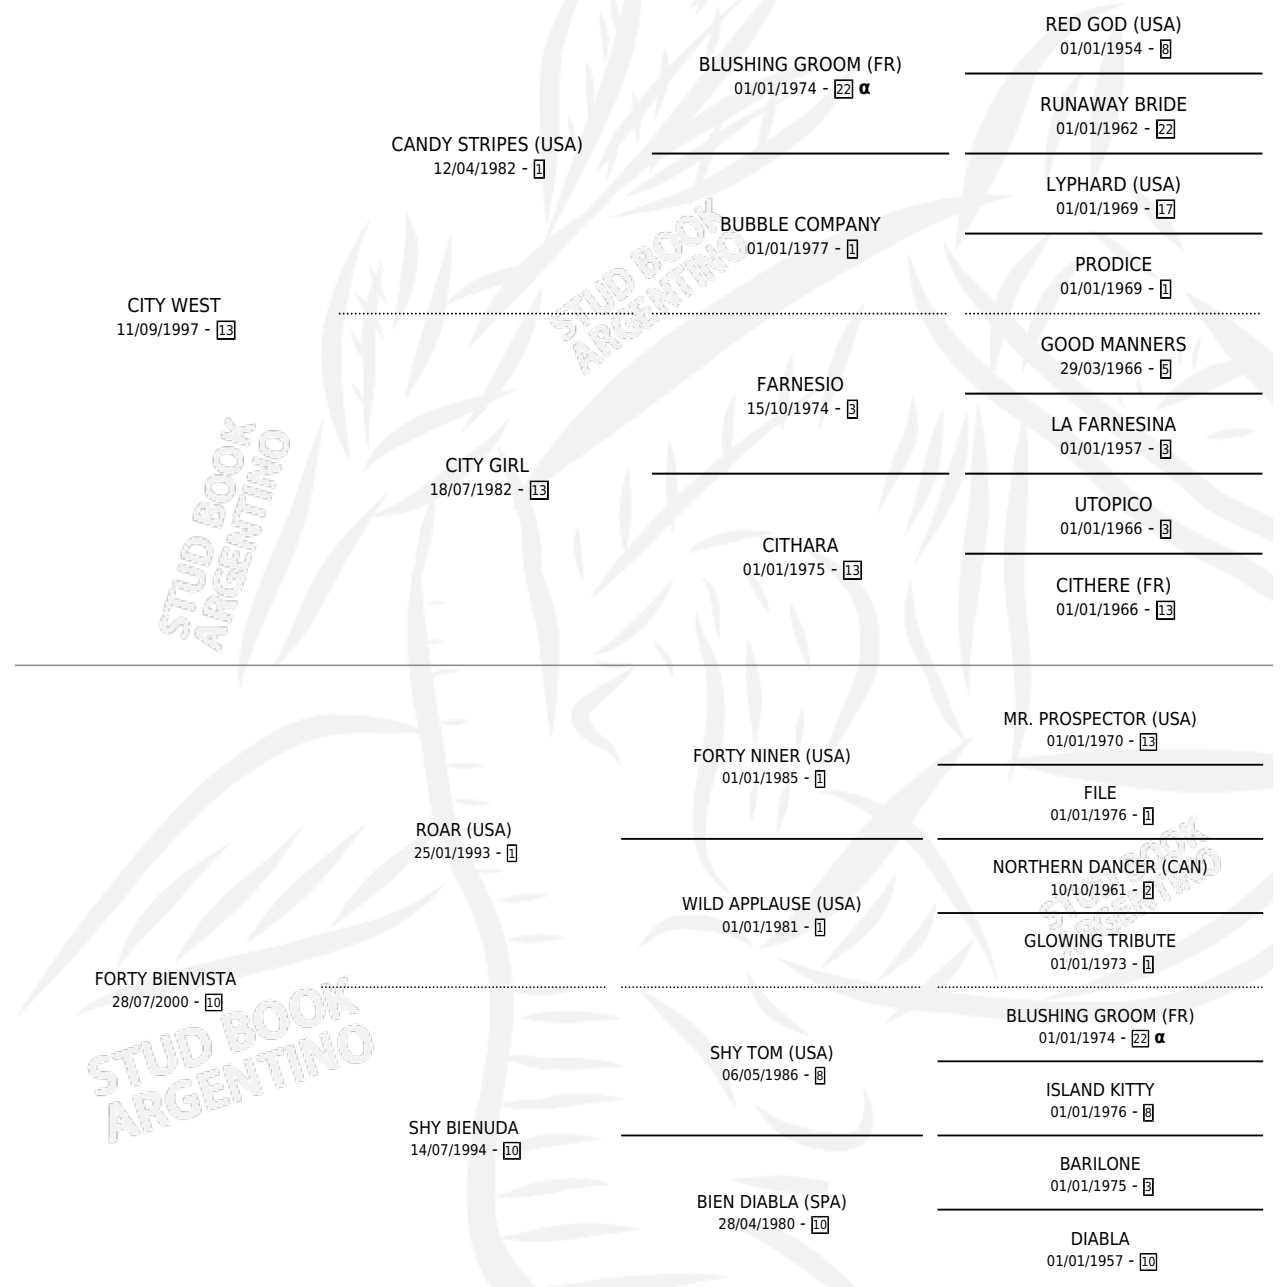 RED GOD (USA)
01/01/1954 - 8
BLUSHING GROOM (FR)
01/01/1974 - 22 α
RUNAWAY BRIDE
01/01/1962 - 22
CANDY STRIPES (USA)
12/04/1982 - 1
LYPHARD (USA)
01/01/1969 - 17
BUBBLE COMPANY
01/01/1977 - 1
PRODICE
01/01/1969 - 1
CITY WEST
11/09/1997 - 13
GOOD MANNERS
29/03/1966 - 5
FARNESIO
15/10/1974 - 3
LA FARNESINA
01/01/1957 - 3
CITY GIRL
18/07/1982 - 13
UTOPICO
01/01/1966 - 3
CITHARA
01/01/1975 - 13
CITHERE (FR)
01/01/1966 - 13
STUD BOOK
ARGENTINO
STUD BOOK
ARGENTINO
MR. PROSPECTOR (USA)
01/01/1970 - 13
FORTY NINER (USA)
01/01/1985 - 1
FILE
01/01/1976 - 1
ROAR (USA)
25/01/1993 - 1
NORTHERN DANCER (CAN)
10/10/1961 - 2
WILD APPLAUSE (USA)
01/01/1981 - 1
GLOWING TRIBUTE
01/01/1973 - 1
FORTY BIENVISTA
28/07/2000 - 10
BLUSHING GROOM (FR)
01/01/1974 - 22 α
SHY TOM (USA)
06/05/1986 - 8
ISLAND KITTY
01/01/1976 - 8
SHY BIENUDA
14/07/1994 - 10
BARILONE
01/01/1975 - 3
BIEN DIABLA (SPA)
28/04/1980 - 10
DIABLA
01/01/1957 - 10
STUD BOOK
ARGENTINO
STUD BOOK
ARGENTINO